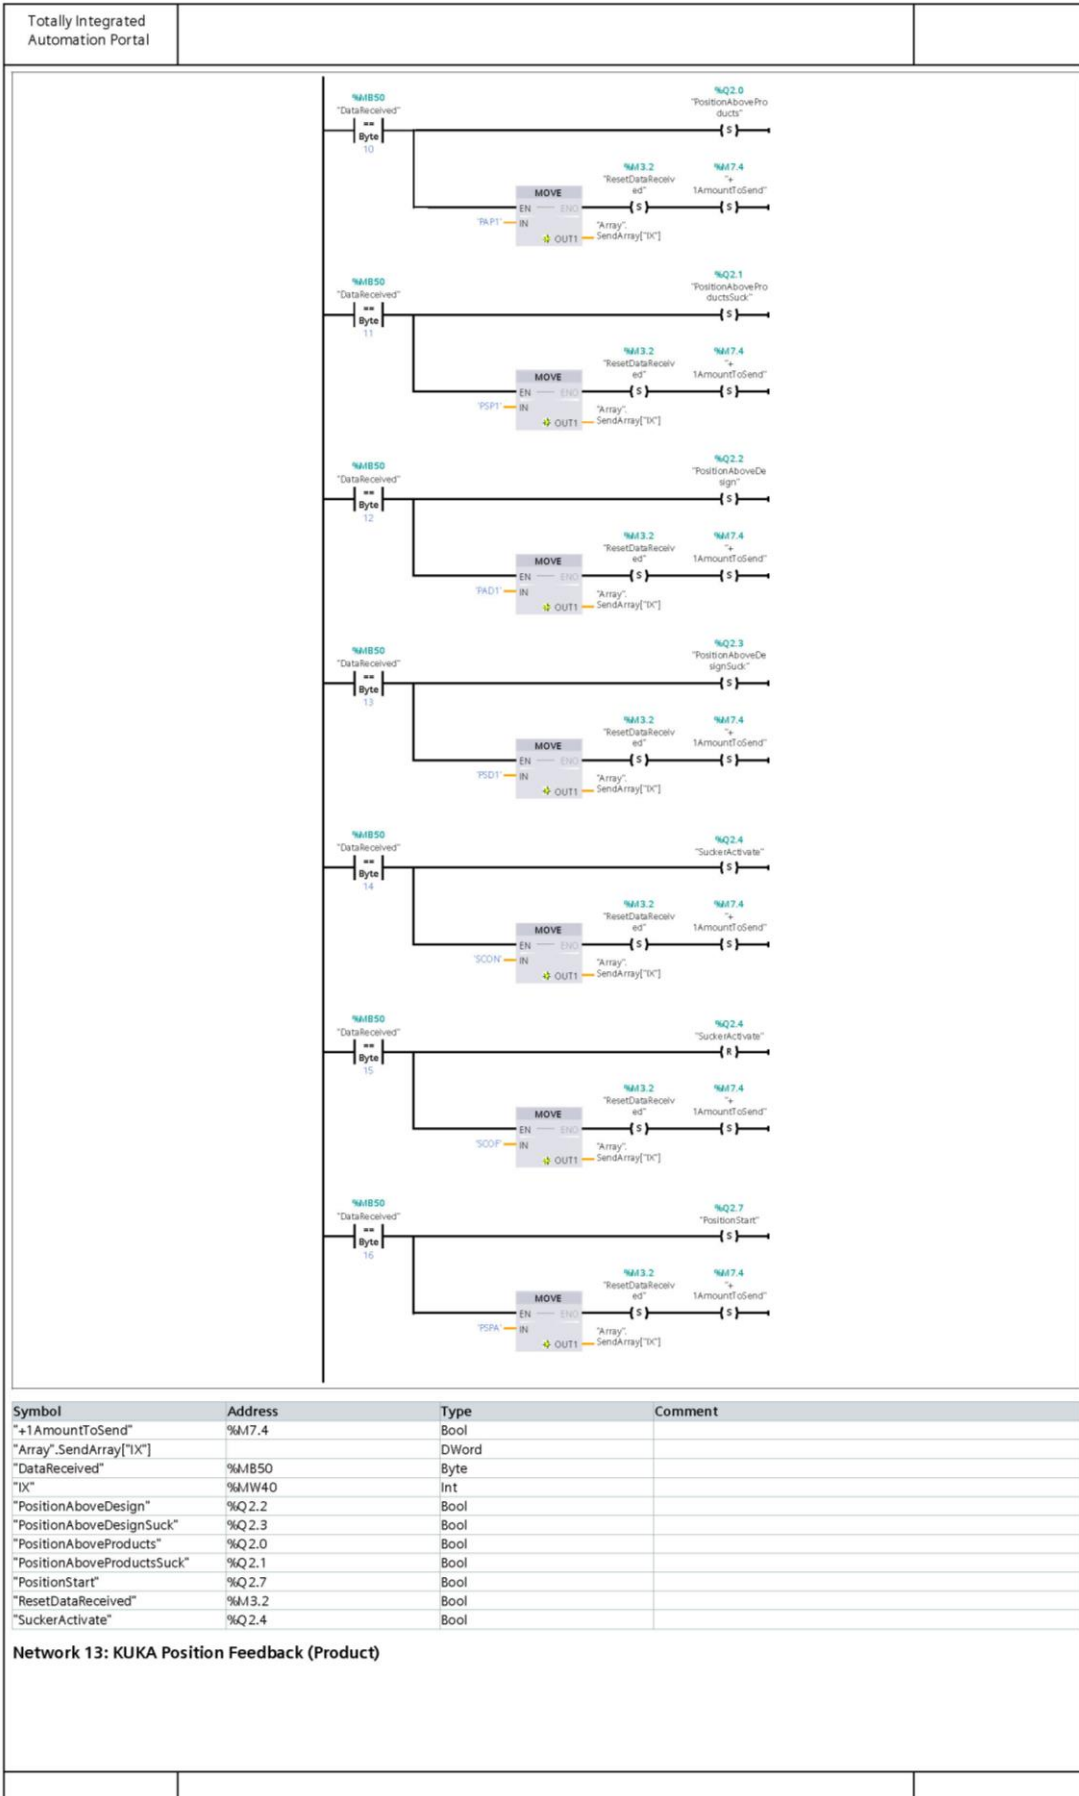 Totally Integrated
Automation Portal
%MB50
"DataReceived"
==
Byte
10
%Q2.0
"PositionAbovePro
ducts"
S
MOVE
EN
ENO
'PAP1'
IN
OUT1
"Array".
SendArray["IX"]
%M3.2
"ResetDataReceiv
ed"
S
%M7.4
"+
1AmountToSend"
S
%MB50
"DataReceived"
==
Byte
11
%Q2.1
"PositionAbovePro
ductsSuck"
S
MOVE
EN
ENO
'PSP1'
IN
OUT1
"Array".
SendArray["IX"]
%M3.2
"ResetDataReceiv
ed"
S
%M7.4
"+
1AmountToSend"
S
%MB50
"DataReceived"
==
Byte
12
%Q2.2
"PositionAboveDe
sign"
S
MOVE
EN
ENO
'PAD1'
IN
OUT1
"Array".
SendArray["IX"]
%M3.2
"ResetDataReceiv
ed"
S
%M7.4
"+
1AmountToSend"
S
%MB50
"DataReceived"
==
Byte
13
%Q2.3
"PositionAboveDe
signSuck"
S
MOVE
EN
ENO
'PSD1'
IN
OUT1
"Array".
SendArray["IX"]
%M3.2
"ResetDataReceiv
ed"
S
%M7.4
"+
1AmountToSend"
S
%MB50
"DataReceived"
==
Byte
14
%Q2.4
"SuckerActivate"
S
MOVE
EN
ENO
'SCON'
IN
OUT1
"Array".
SendArray["IX"]
%M3.2
"ResetDataReceiv
ed"
S
%M7.4
"+
1AmountToSend"
S
%MB50
"DataReceived"
==
Byte
15
%Q2.4
"SuckerActivate"
R
MOVE
EN
ENO
'SCOF'
IN
OUT1
"Array".
SendArray["IX"]
%M3.2
"ResetDataReceiv
ed"
S
%M7.4
"+
1AmountToSend"
S
%MB50
"DataReceived"
==
Byte
16
%Q2.7
"PositionStart"
S
MOVE
EN
ENO
'PSPA'
IN
OUT1
"Array".
SendArray["IX"]
%M3.2
"ResetDataReceiv
ed"
S
%M7.4
"+
1AmountToSend"
S
Symbol Address Type Comment
"+1AmountToSend" %M7.4 Bool
"Array".SendArray["IX"] DWord
"DataReceived" %MB50 Byte
"IX" %MW40 Int
"PositionAboveDesign" %Q2.2 Bool
"PositionAboveDesignSuck" %Q2.3 Bool
"PositionAboveProducts" %Q2.0 Bool
"PositionAboveProductsSuck" %Q2.1 Bool
"PositionStart" %Q2.7 Bool
"ResetDataReceived" %M3.2 Bool
"SuckerActivate" %Q2.4 Bool
Network 13: KUKA Position Feedback (Product)